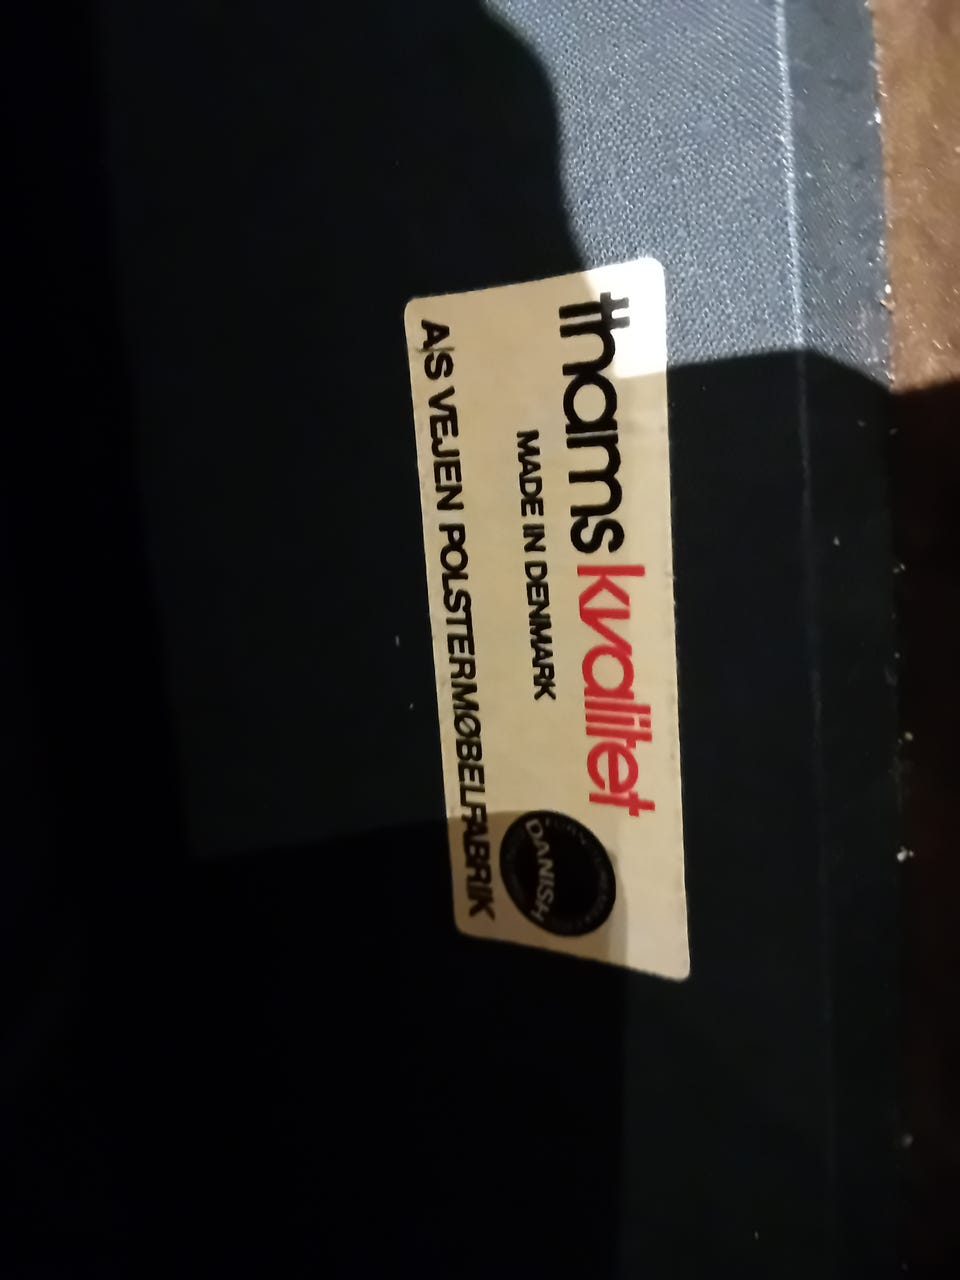 thams kvalitet
MADE IN DENMARK
DANISH
A/S VEJEN POLSTERMØBELFABRIK